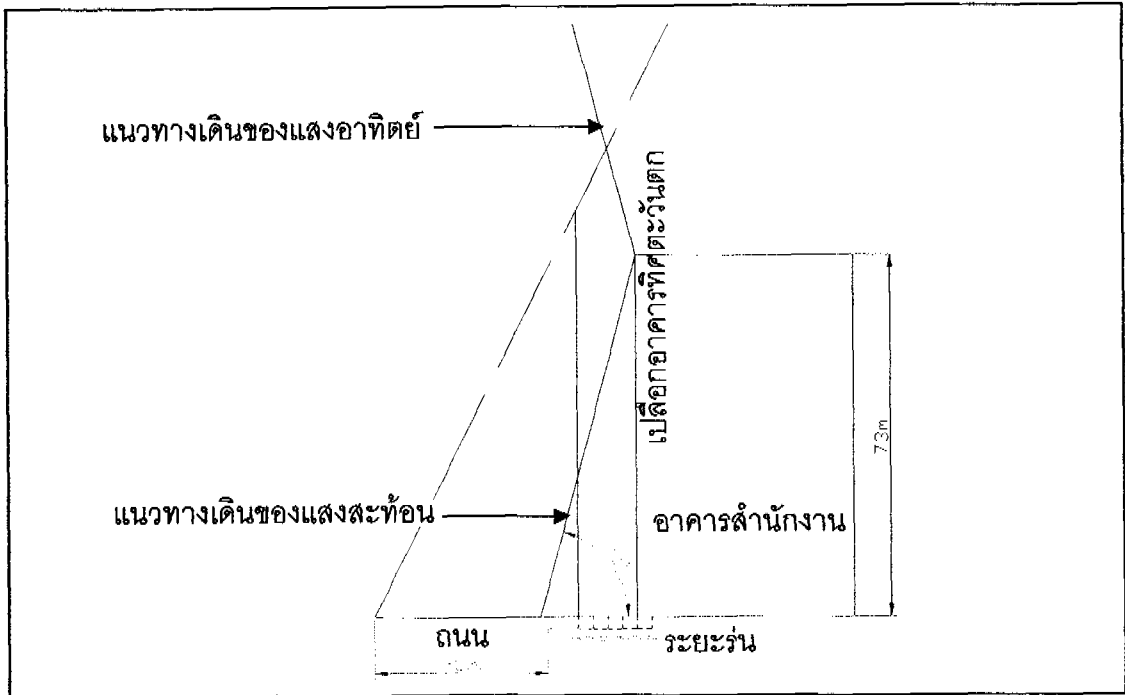 แนวทางเดินของแสงอาทิตย์
เปลือกอาคารทิศตะวันตก
73m
แนวทางเดินของแสงสะท้อน
อาคารสำนักงาน
ถนน
ระยะร่น